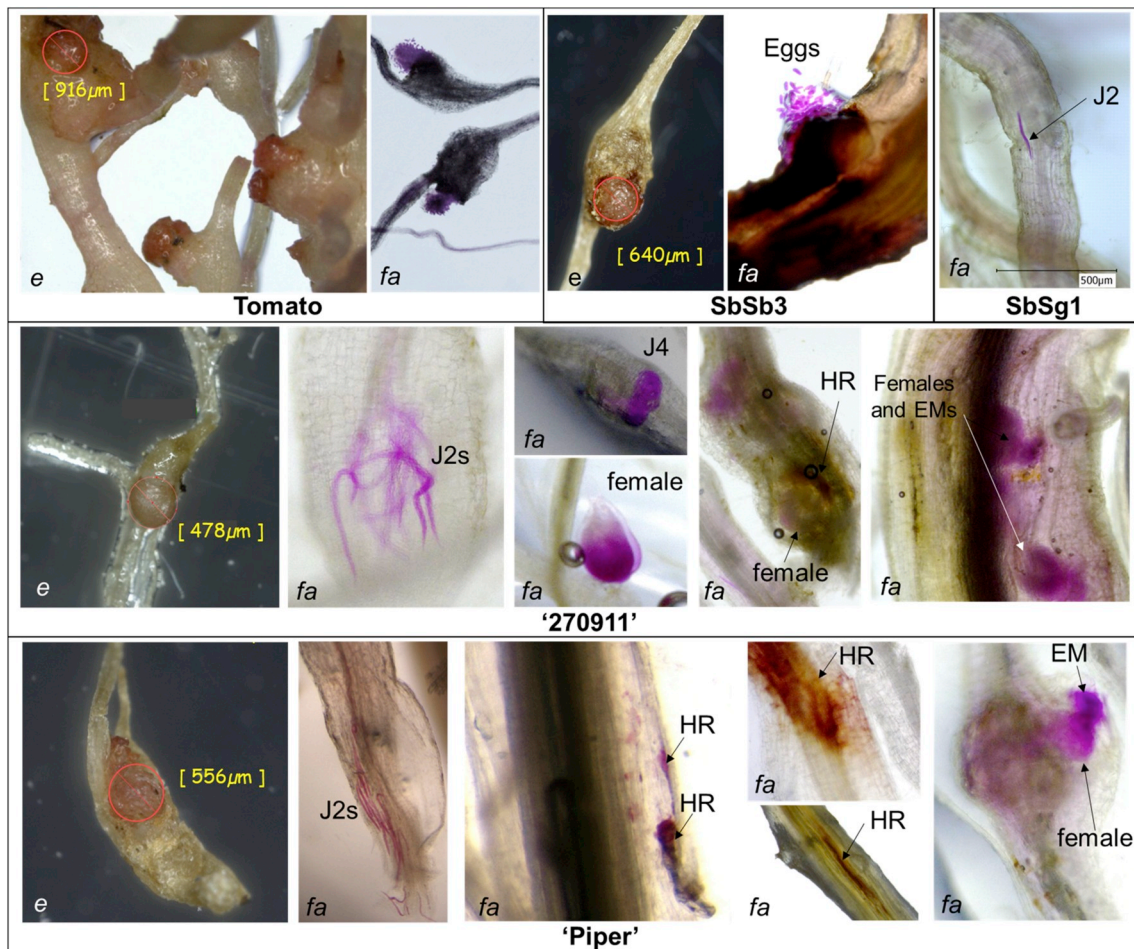 [ 916µm ]
e
fa
Tomato
[ 640µm ]
e
Eggs
fa
SbSb3
J2
fa
500µm
SbSg1
[ 478µm ]
e
J2s
fa
J4
fa
female
fa
HR
female
fa
Females
and EMs
fa
'270911'
[ 556µm ]
e
J2s
fa
HR
HR
fa
HR
fa
HR
fa
EM
female
fa
'Piper'